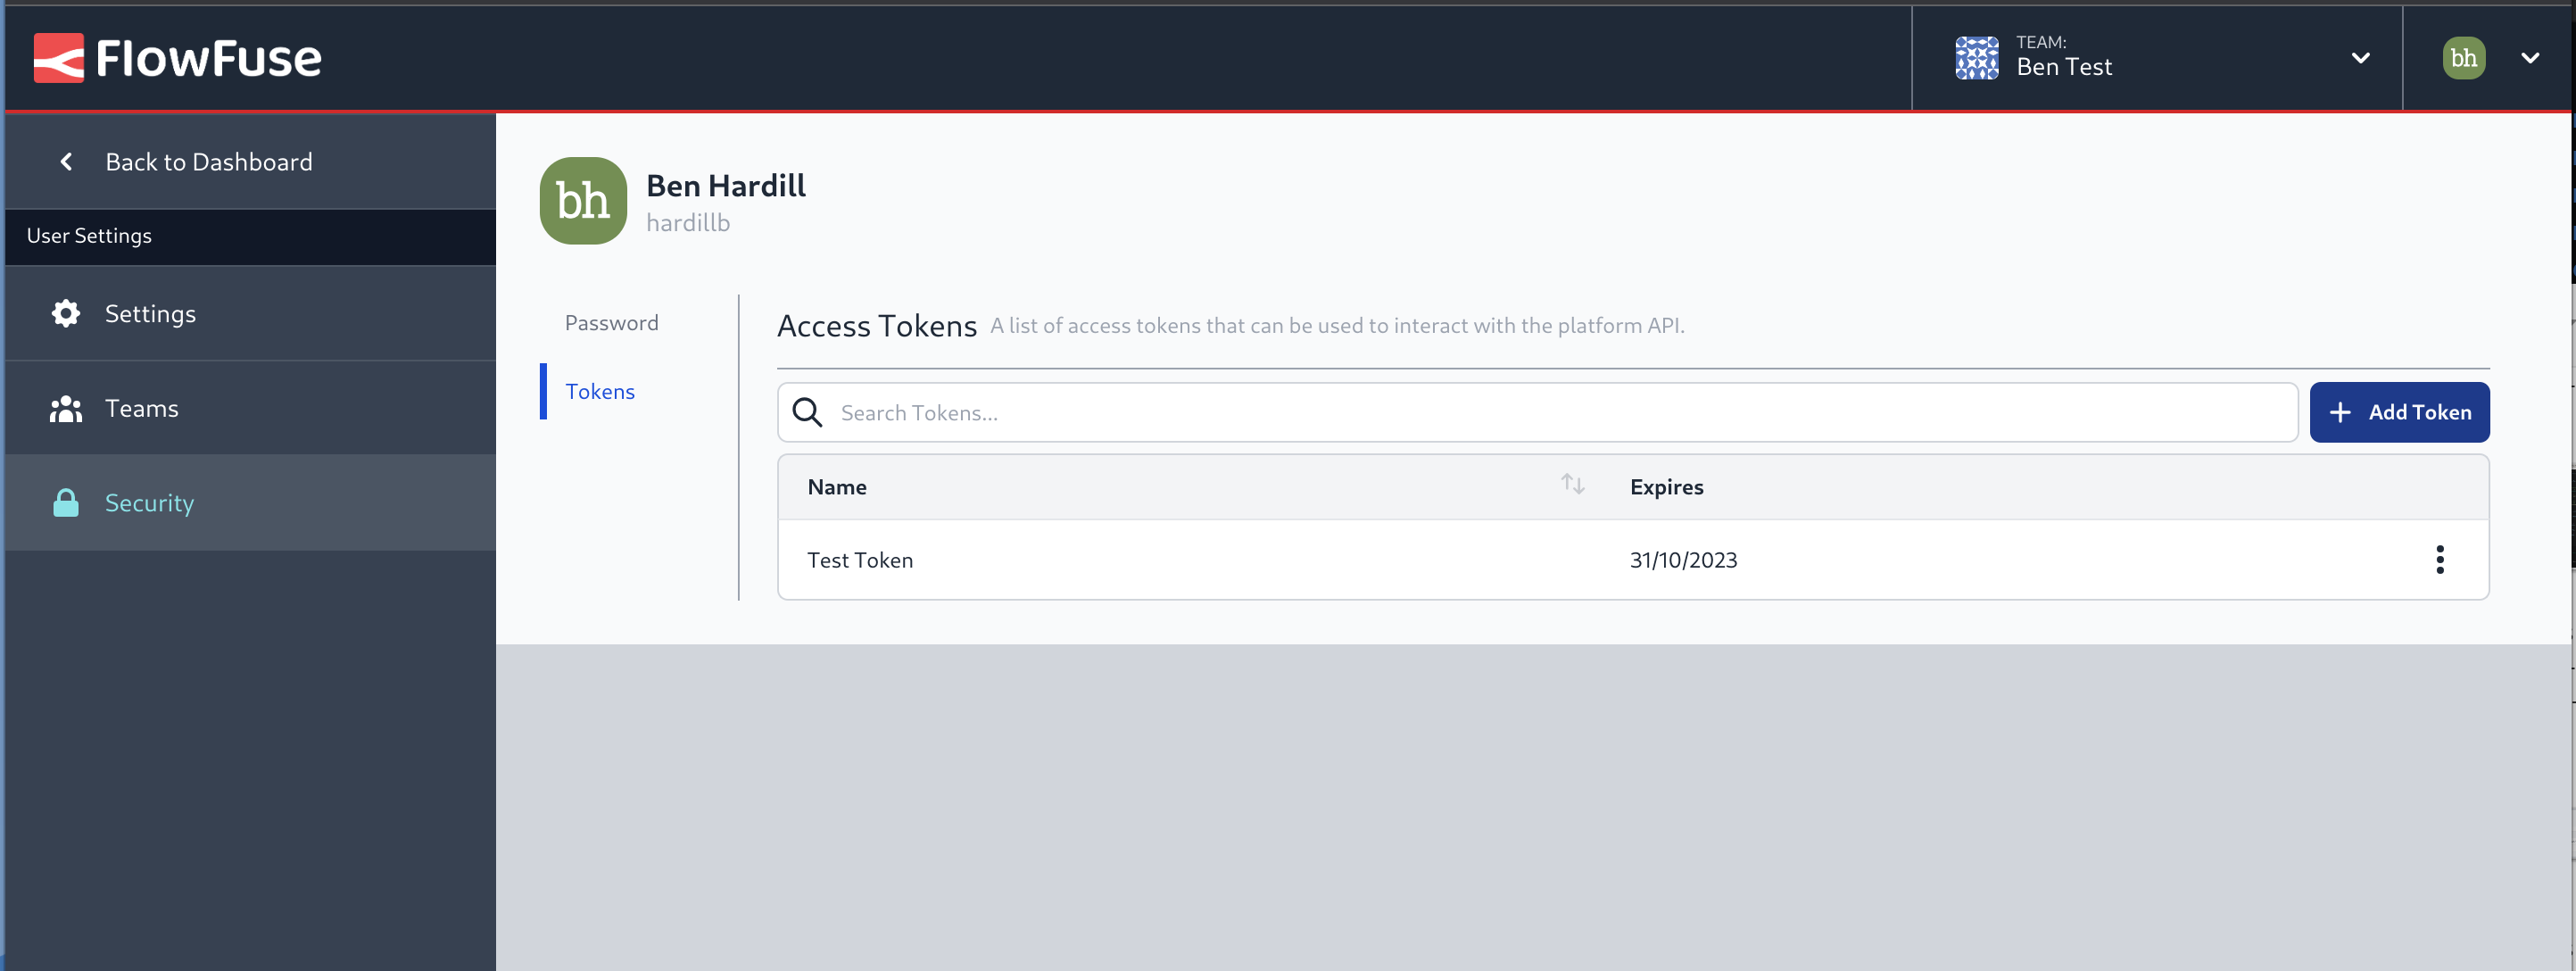 FlowFuse
TEAM:
Ben Test
bh
Back to Dashboard
User Settings
Settings
Teams
Security
bh
Ben Hardill
hardillb
Password
Tokens
Access Tokens A list of access tokens that can be used to interact with the platform API.
Search Tokens...
Add Token
Name Expires
Test Token 31/10/2023